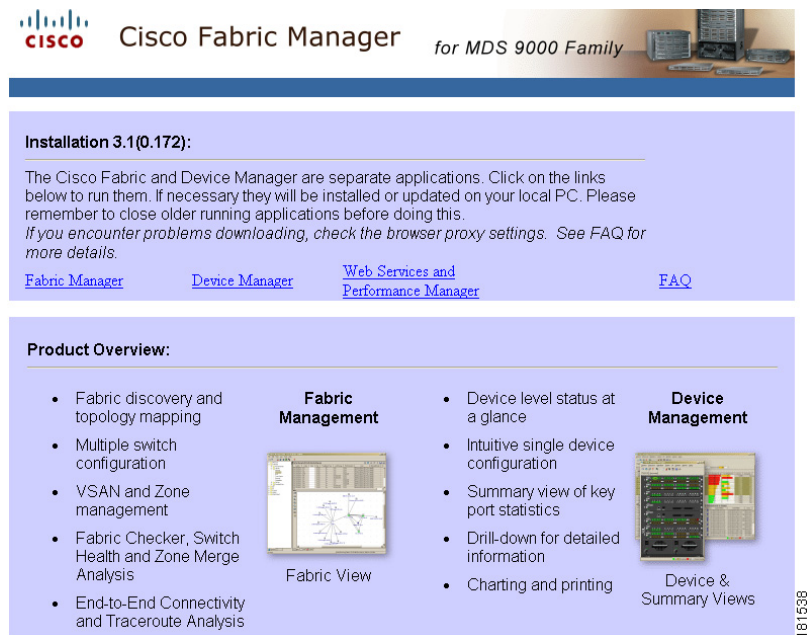 CISCO
Cisco Fabric Manager
for MDS 9000 Family
Installation 3.1(0.172):
The Cisco Fabric and Device Manager are separate applications. Click on the links
below to run them. If necessary they will be installed or updated on your local PC. Please
remember to close older running applications before doing this.
If you encounter problems downloading, check the browser proxy settings. See FAQ for
more details.
Fabric Manager
Device Manager
Web Services and
Performance Manager
FAQ
Product Overview:
• Fabric discovery and
topology mapping
• Multiple switch
configuration
• VSAN and Zone
management
• Fabric Checker, Switch
Health and Zone Merge
Analysis
• End-to-End Connectivity
and Traceroute Analysis
Fabric
Management
Fabric View
• Device level status at
a glance
• Intuitive single device
configuration
• Summary view of key
port statistics
• Drill-down for detailed
information
• Charting and printing
Device
Management
Device &
Summary Views
181538